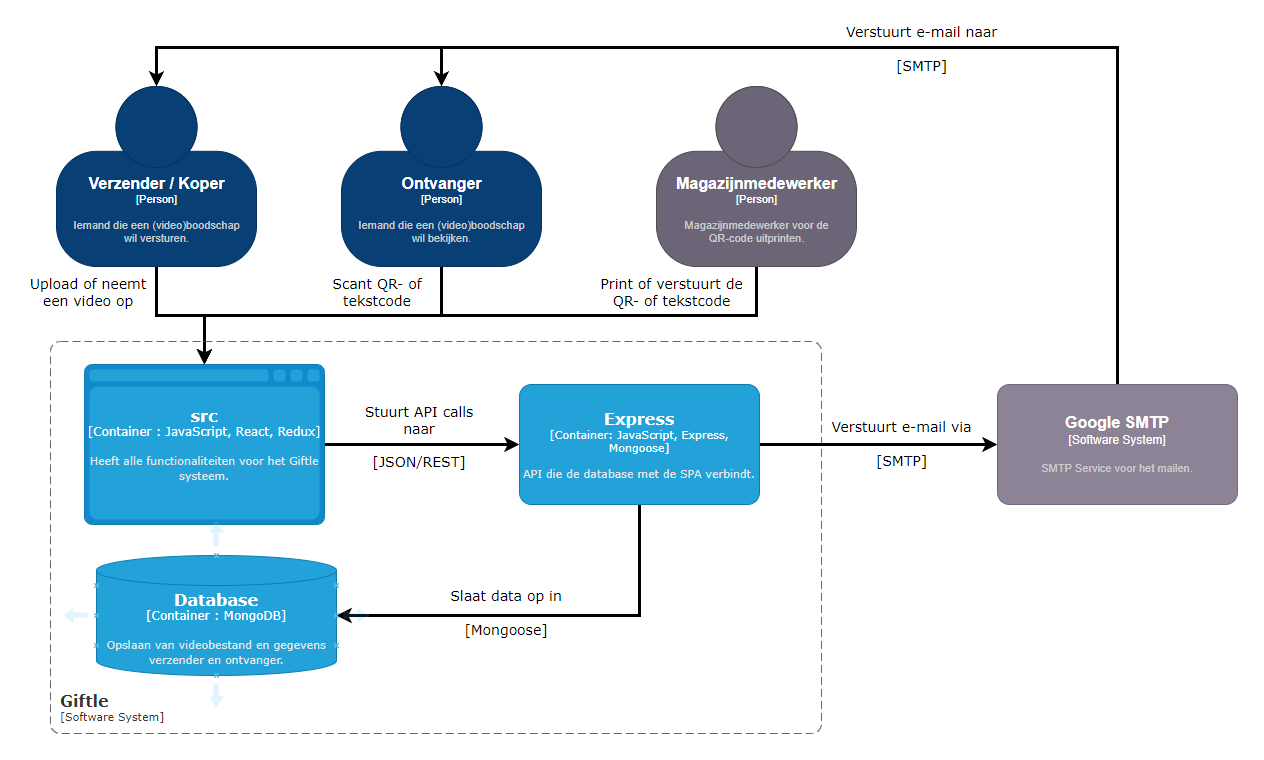 Verstuurt e-mail naar
[SMTP]
Verzender / Koper
[Person]
Iemand die een (video)boodschap
wil versturen.
Ontvanger
[Person]
Iemand die een (video)boodschap
wil bekijken.
Magazijnmedewerker
[Person]
Magazijnmedewerker voor de
QR-code uitprinten.
Upload of neemt
een video op
Scant QR- of
tekstcode
Print of verstuurt de
QR- of tekstcode
src
[Container : JavaScript, React, Redux]
Heeft alle functionaliteiten voor het Giftle
systeem.
Stuurt API calls
naar
[JSON/REST]
Express
[Container: JavaScript, Express,
Mongoose]
API die de database met de SPA verbindt.
Verstuurt e-mail via
[SMTP]
Google SMTP
[Software System]
SMTP Service voor het mailen.
Database
[Container : MongoDB]
Opslaan van videobestand en gegevens
verzender en ontvanger.
Slaat data op in
[Mongoose]
Giftle
[Software System]